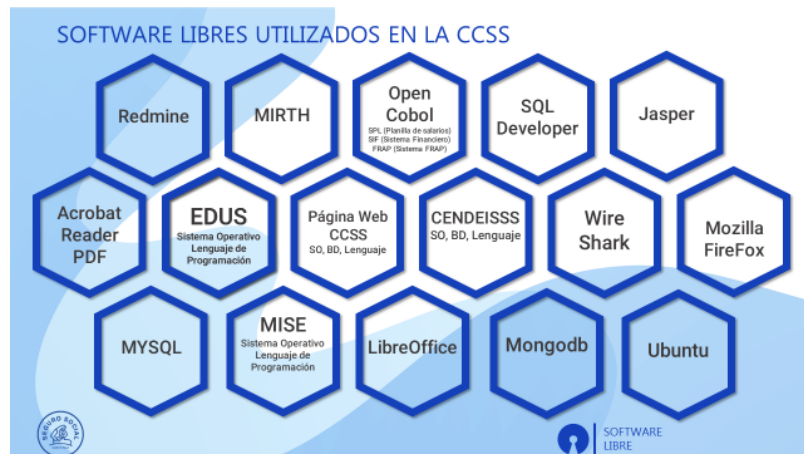 SOFTWARE LIBRES UTILIZADOS EN LA CCSS
Redmine
MIRTH
Open
Cobol
SPL (Planilla de salarios)
SIF (Sistema Financiero)
FRAP (Sistema FRAP)
SQL
Developer
Jasper
Acrobat
Reader
PDF
EDUS
Sistema Operativo
Lenguaje de
Programación
Página Web
CCSS
SO, BD, Lenguaje
CENDEISSS
SO, BD, Lenguaje
Wire
Shark
Mozilla
FireFox
MYSQL
MISE
Sistema Operativo
Lenguaje de
Programación
LibreOffice
Mongodb
Ubuntu
SEGURO SOCIAL
SOFTWARE
LIBRE